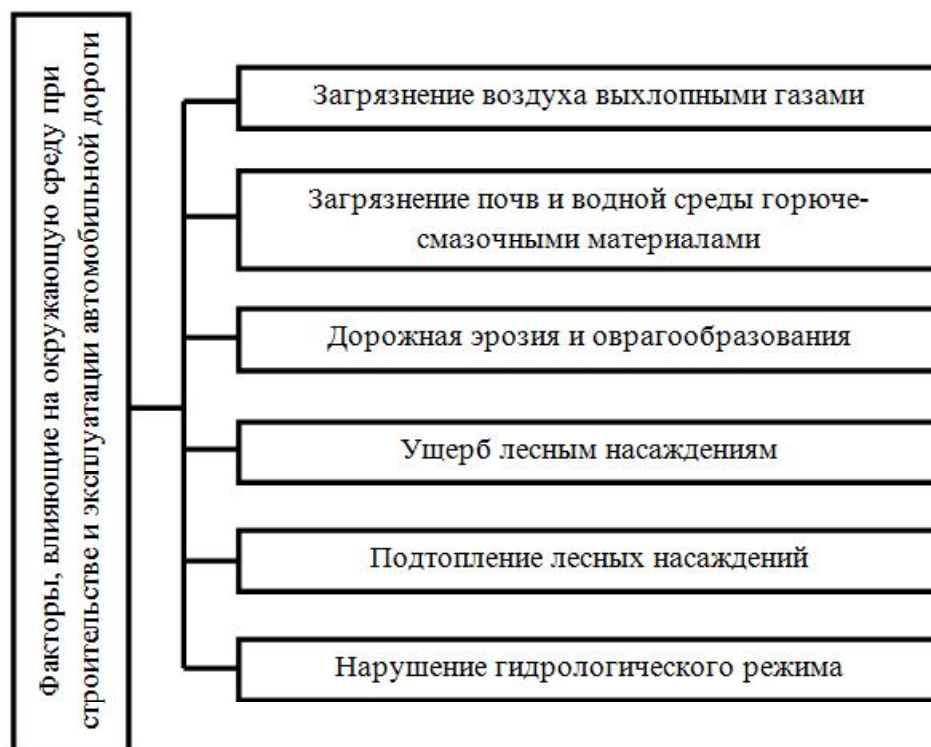 Факторы, влияющие на окружающую среду при
строительстве и эксплуатации автомобильной дороги
Загрязнение воздуха выхлопными газами
Загрязнение почв и водной среды горюче-
смазочными материалами
Дорожная эрозия и оврагообразования
Ущерб лесным насаждениям
Подтопление лесных насаждений
Нарушение гидрологического режима